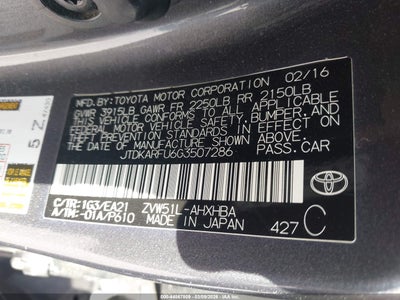 MFD.BY:TOYOTA MOTOR CORPORATION 02/16
GVWR 3915LB GAWR FR 2250LB RR 2150LB
THIS VEHICLE CONFORMS TO ALL APPLICABLE
FEDERAL MOTOR VEHICLE SAFETY, BUMPER, AND
THEFT PREVENTION STANDARDS IN EFFECT ON
THE DATE OF MANUFACTURE SHOWN ABOVE.
JTDKARFU6G3507286 PASS.CAR
C/TR:1G3/EA21 ZVW51L-AHXHBA
A/TM:-01A/P610 MADE IN JAPAN 427 C
TOYOTA
5 Z